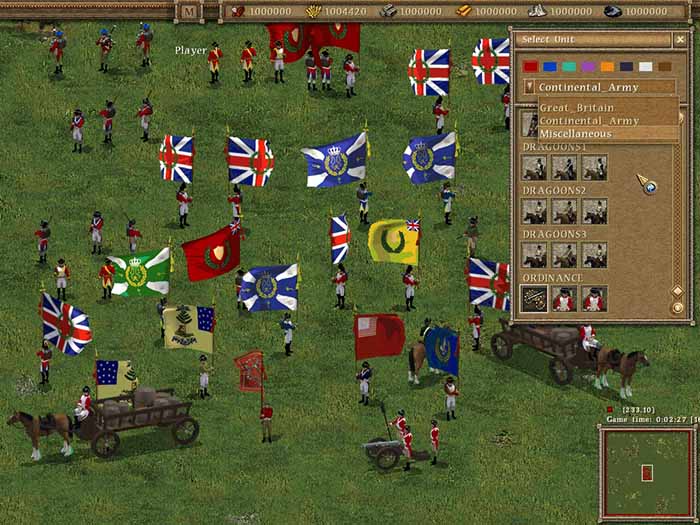 M
1000000
1004420
1000000
1000000
1000000
1000000
Player
Select Unit
Continental_Army
Great_Britain
Continental_Army
Miscellaneous
DRAGOONS1
DRAGOONS2
DRAGOONS3
ORDINANCE
(233,10)
Game time: 0:02:27